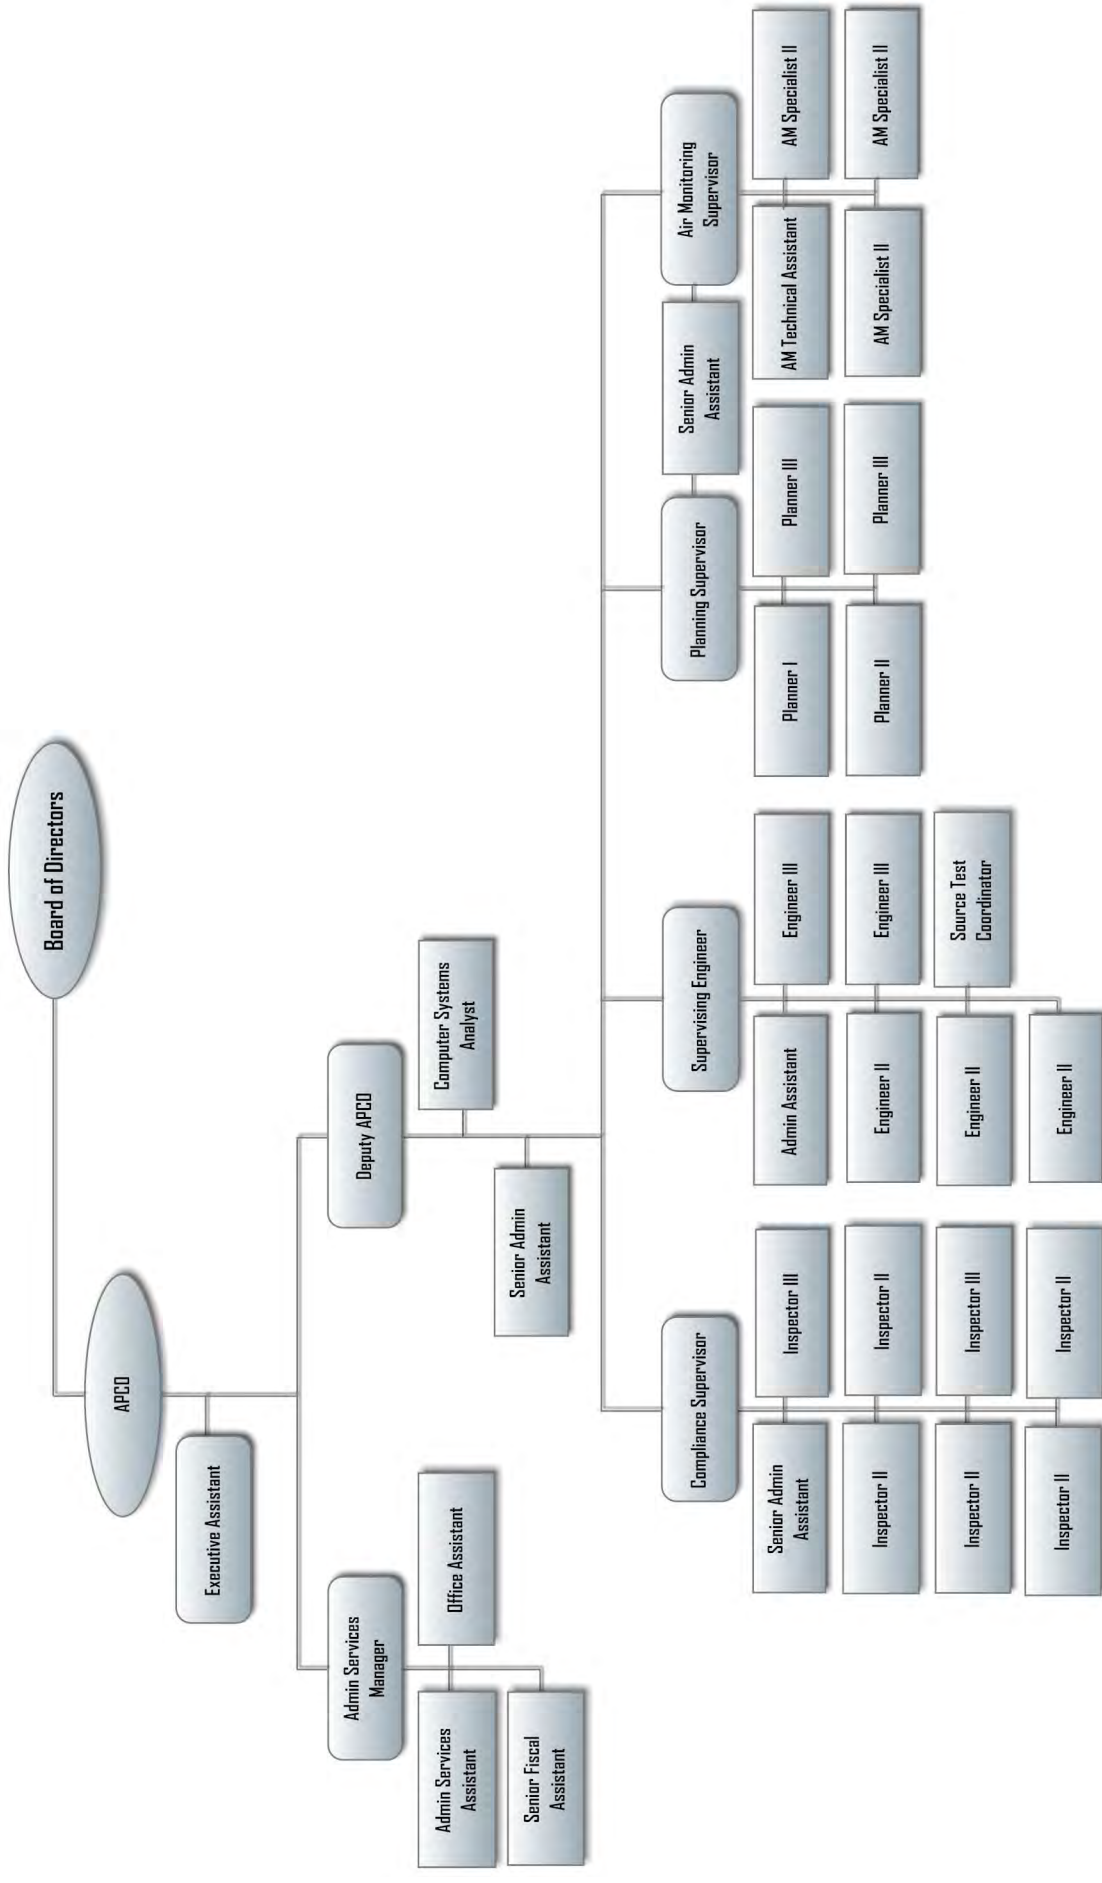 Board of Directors
APCD
Executive Assistant
Admin Services
Manager
Deputy APCD
Admin Services
Assistant
Office Assistant
Computer Systems
Analyst
Senior Fiscal
Assistant
Senior Admin
Assistant
Compliance Supervisor
Supervising Engineer
Planning Supervisor
Senior Admin
Assistant
Air Monitoring
Supervisor
Senior Admin
Assistant
Inspector III
Inspector II
Inspector II
Inspector II
Inspector III
Inspector II
Inspector II
Admin Assistant
Engineer III
Engineer II
Engineer III
Engineer II
Source Test
Coordinator
Engineer II
Planner I
Planner III
Planner II
Planner III
AM Technical Assistant
AM Specialist II
AM Specialist II
AM Specialist II